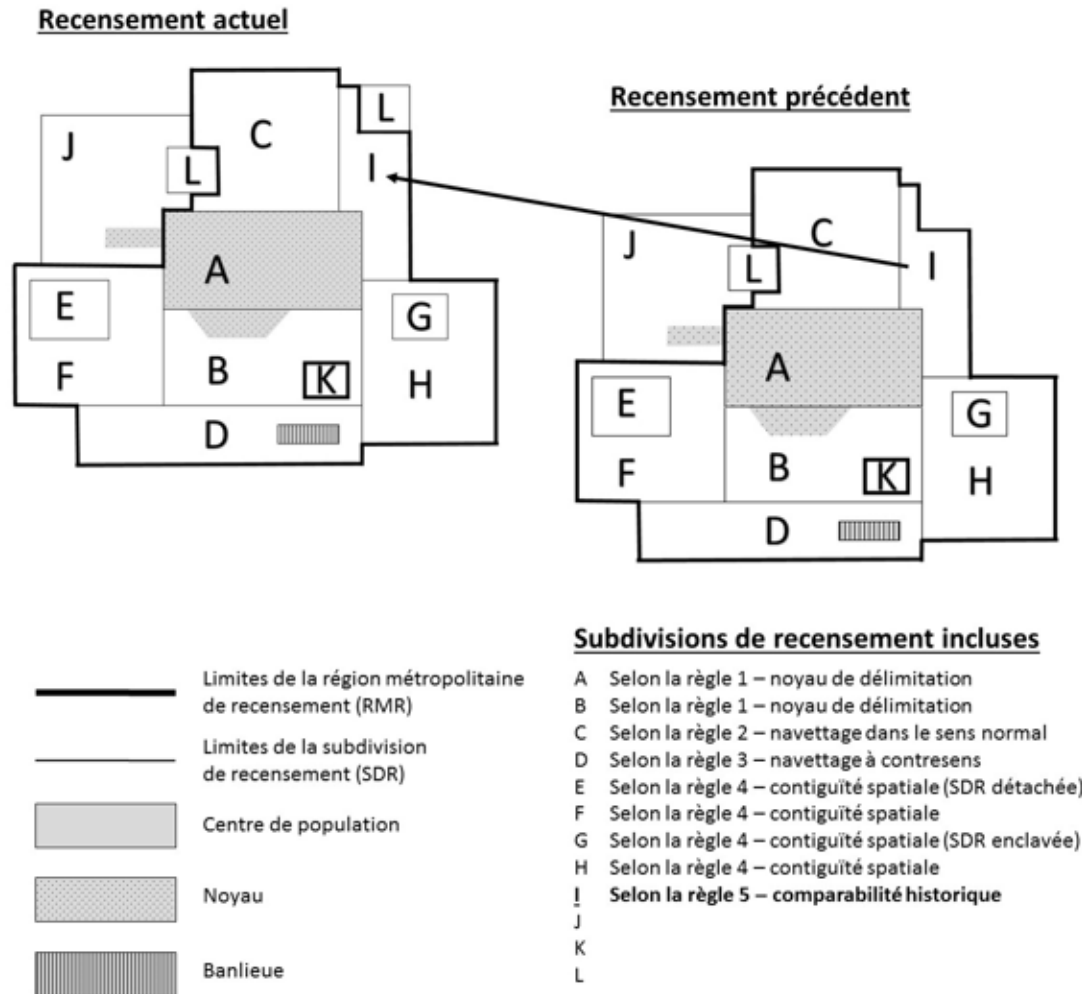 Recensement actuel
Recensement précédent
L
C
J
L
I
A
E
G
F
B
K
H
D
C
J
L
I
A
E
G
F
B
K
H
D
Limites de la région métropolitaine
de recensement (RMR)
Limites de la subdivision
de recensement (SDR)
Centre de population
Noyau
Banlieue
Subdivisions de recensement incluses
A Selon la règle 1 – noyau de délimitation
B Selon la règle 1 – noyau de délimitation
C Selon la règle 2 – navettage dans le sens normal
D Selon la règle 3 – navettage à contresens
E Selon la règle 4 – contiguïté spatiale (SDR détachée)
F Selon la règle 4 – contiguïté spatiale
G Selon la règle 4 – contiguïté spatiale (SDR enclavée)
H Selon la règle 4 – contiguïté spatiale
I Selon la règle 5 – comparabilité historique
J
K
L